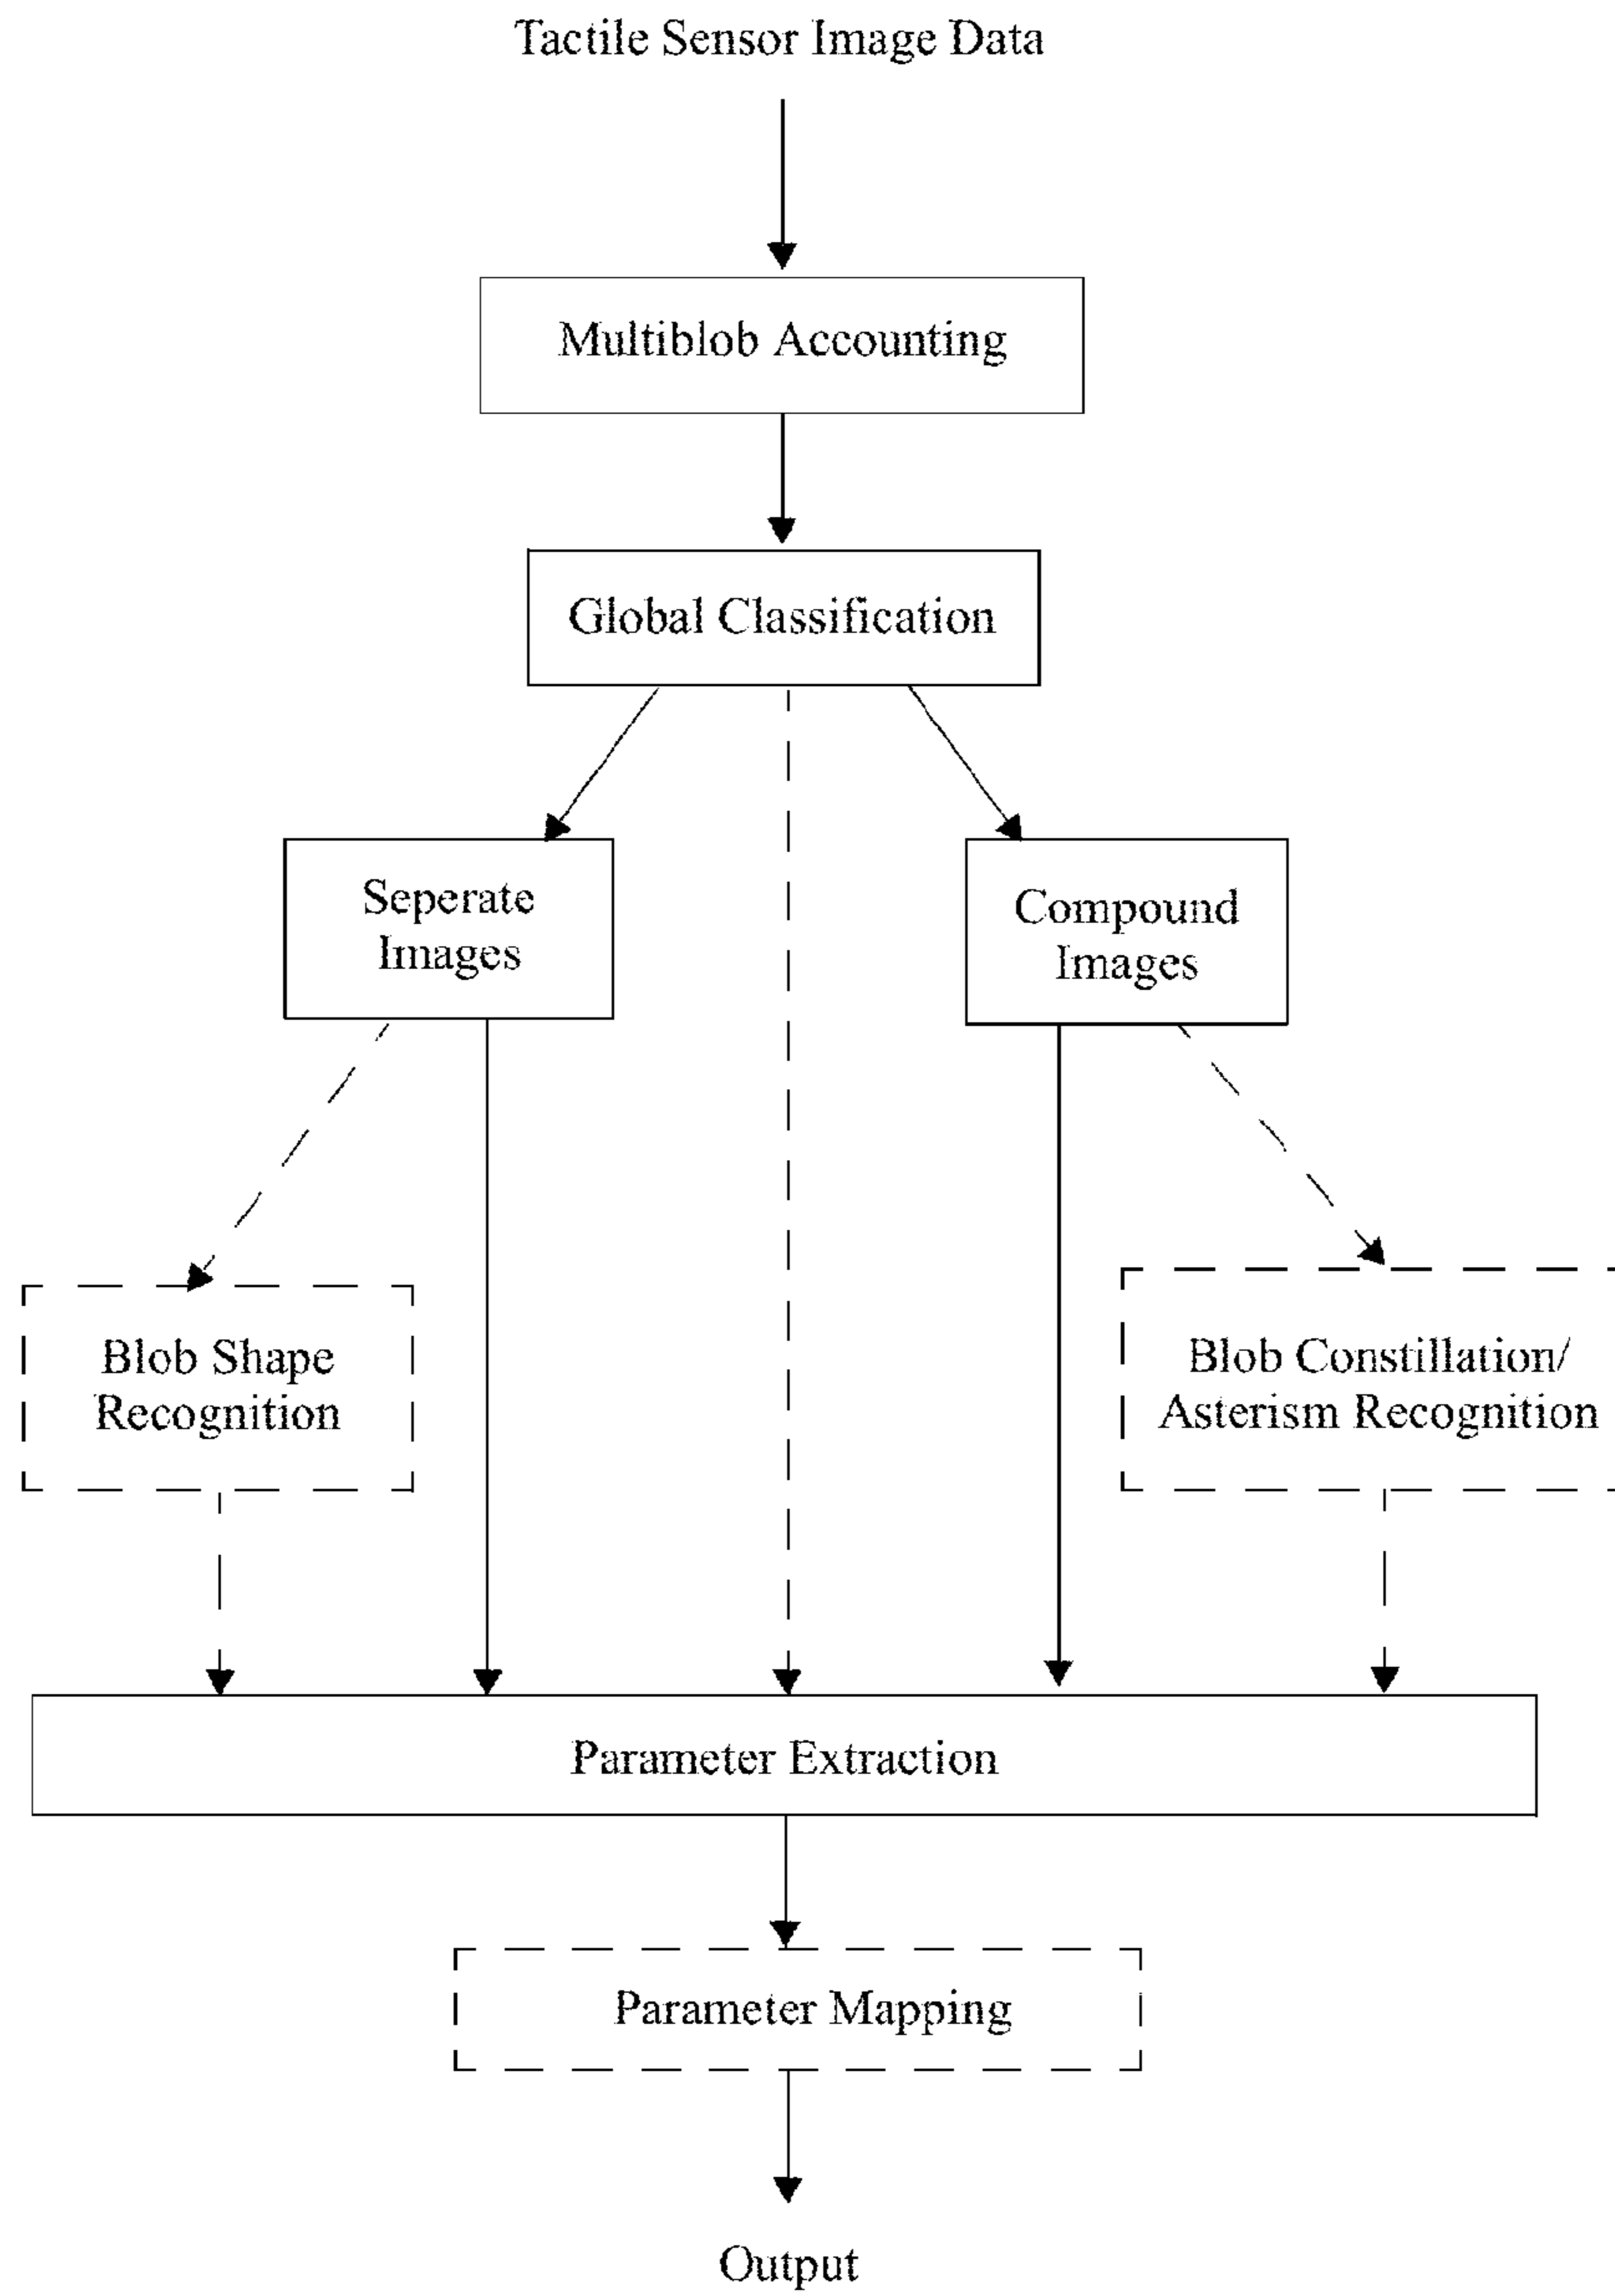 Tactile Sensor Image Data
Multiblob Accounting
Global Classification
Seperate
Images
Compound
Images
Blob Shape
Recognition
Blob Constillation/
Asterism Recognition
Parameter Extraction
Parameter Mapping
Output